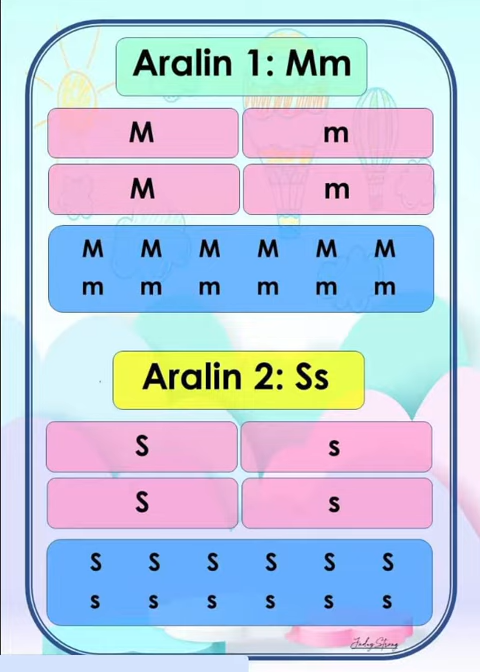 Aralin 1: Mm
M m
M m
M M M M M M
m m m m m m
Aralin 2: Ss
S s
S s
S S S S S S
s s s s s s